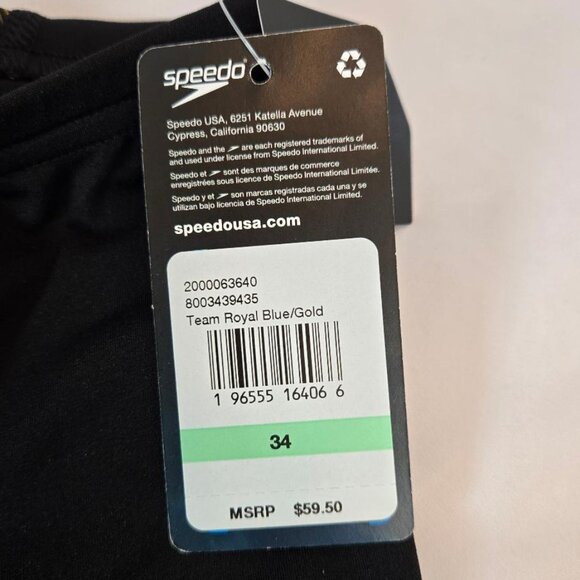 speedo
Speedo USA, 6251 Katella Avenue
Cypress, California 90630
Speedo and the are each registered trademarks of
and used under license from Speedo International Limited.
Speedo et sont des marques de commerce
enregistrées sous licence de Speedo International Limitée.
Speedo y et son marcas registradas cada una y se
utilizan bajo licencia de Speedo International Limited.
speedousa.com
2000063640
8003439435
Team Royal Blue/Gold
1 96555 16406 6
34
MSRP $59.50